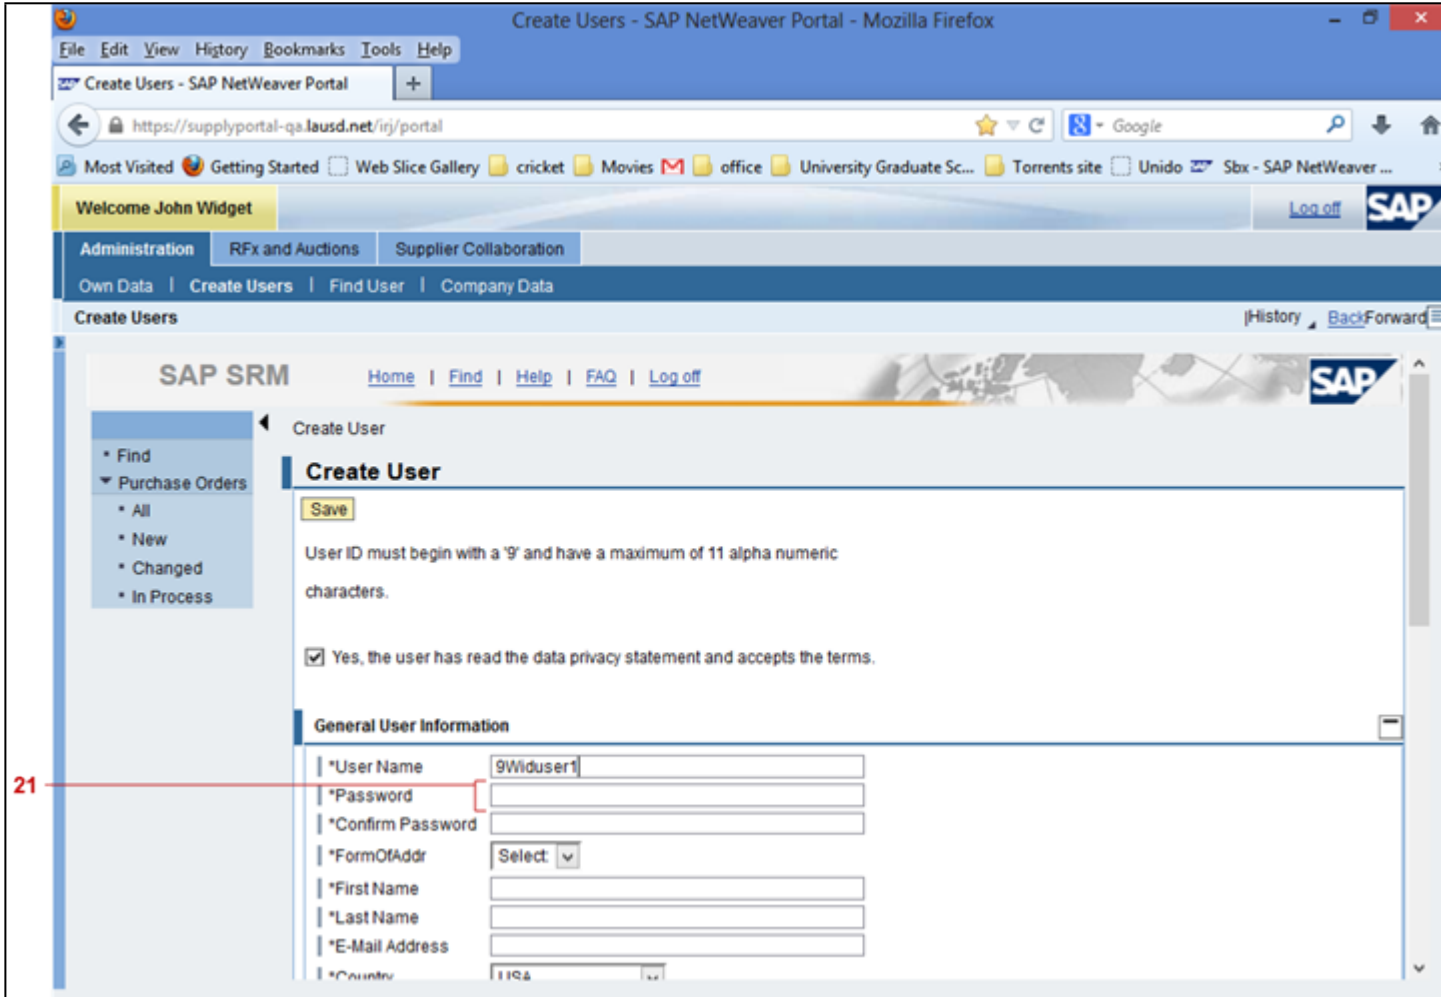 Create Users - SAP NetWeaver Portal - Mozilla Firefox
File Edit View History Bookmarks Tools Help
Create Users - SAP NetWeaver Portal +
https://supplyportal-qa.lausd.net/irj/portal
Google
Most Visited Getting Started Web Slice Gallery cricket Movies office University Graduate Sc... Torrents site Unido Sbx - SAP NetWeaver ...
Welcome John Widget
Log off
SAP
Administration RFx and Auctions Supplier Collaboration
Own Data | Create Users | Find User | Company Data
Create Users
|History Back Forward
SAP SRM
Home | Find | Help | FAQ | Log off
SAP
Create User
• Find
Purchase Orders
• All
• New
• Changed
• In Process
Create User
Save
User ID must begin with a '9' and have a maximum of 11 alpha numeric
characters.
Yes, the user has read the data privacy statement and accepts the terms.
General User Information
*User Name 9Widuser1
21
*Password
*Confirm Password
*FormOfAddr Select:
*First Name
*Last Name
*E-Mail Address
*Country USA